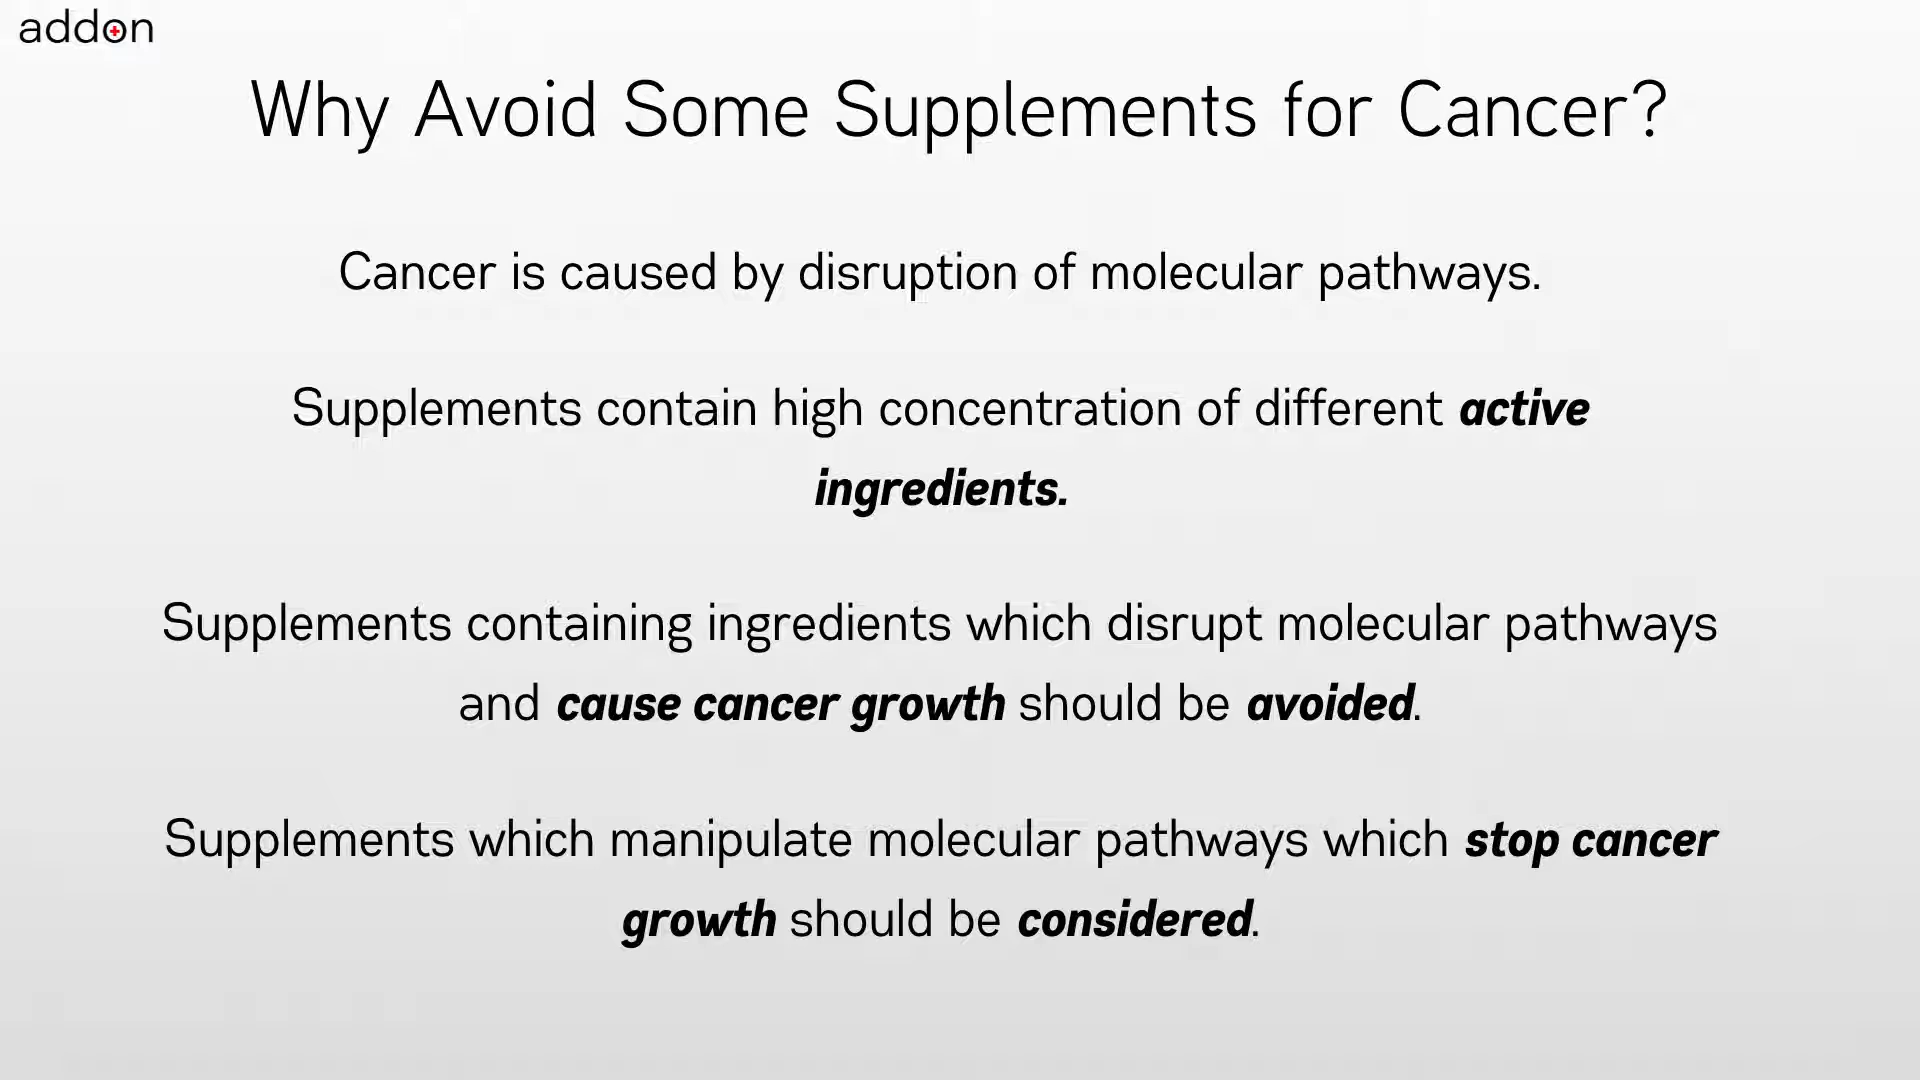 addon
Why Avoid Some Supplements for Cancer?
Cancer is caused by disruption of molecular pathways.
Supplements contain high concentration of different active
ingredients.
Supplements containing ingredients which disrupt molecular pathways
and cause cancer growth should be avoided.
Supplements which manipulate molecular pathways which stop cancer
growth should be considered.